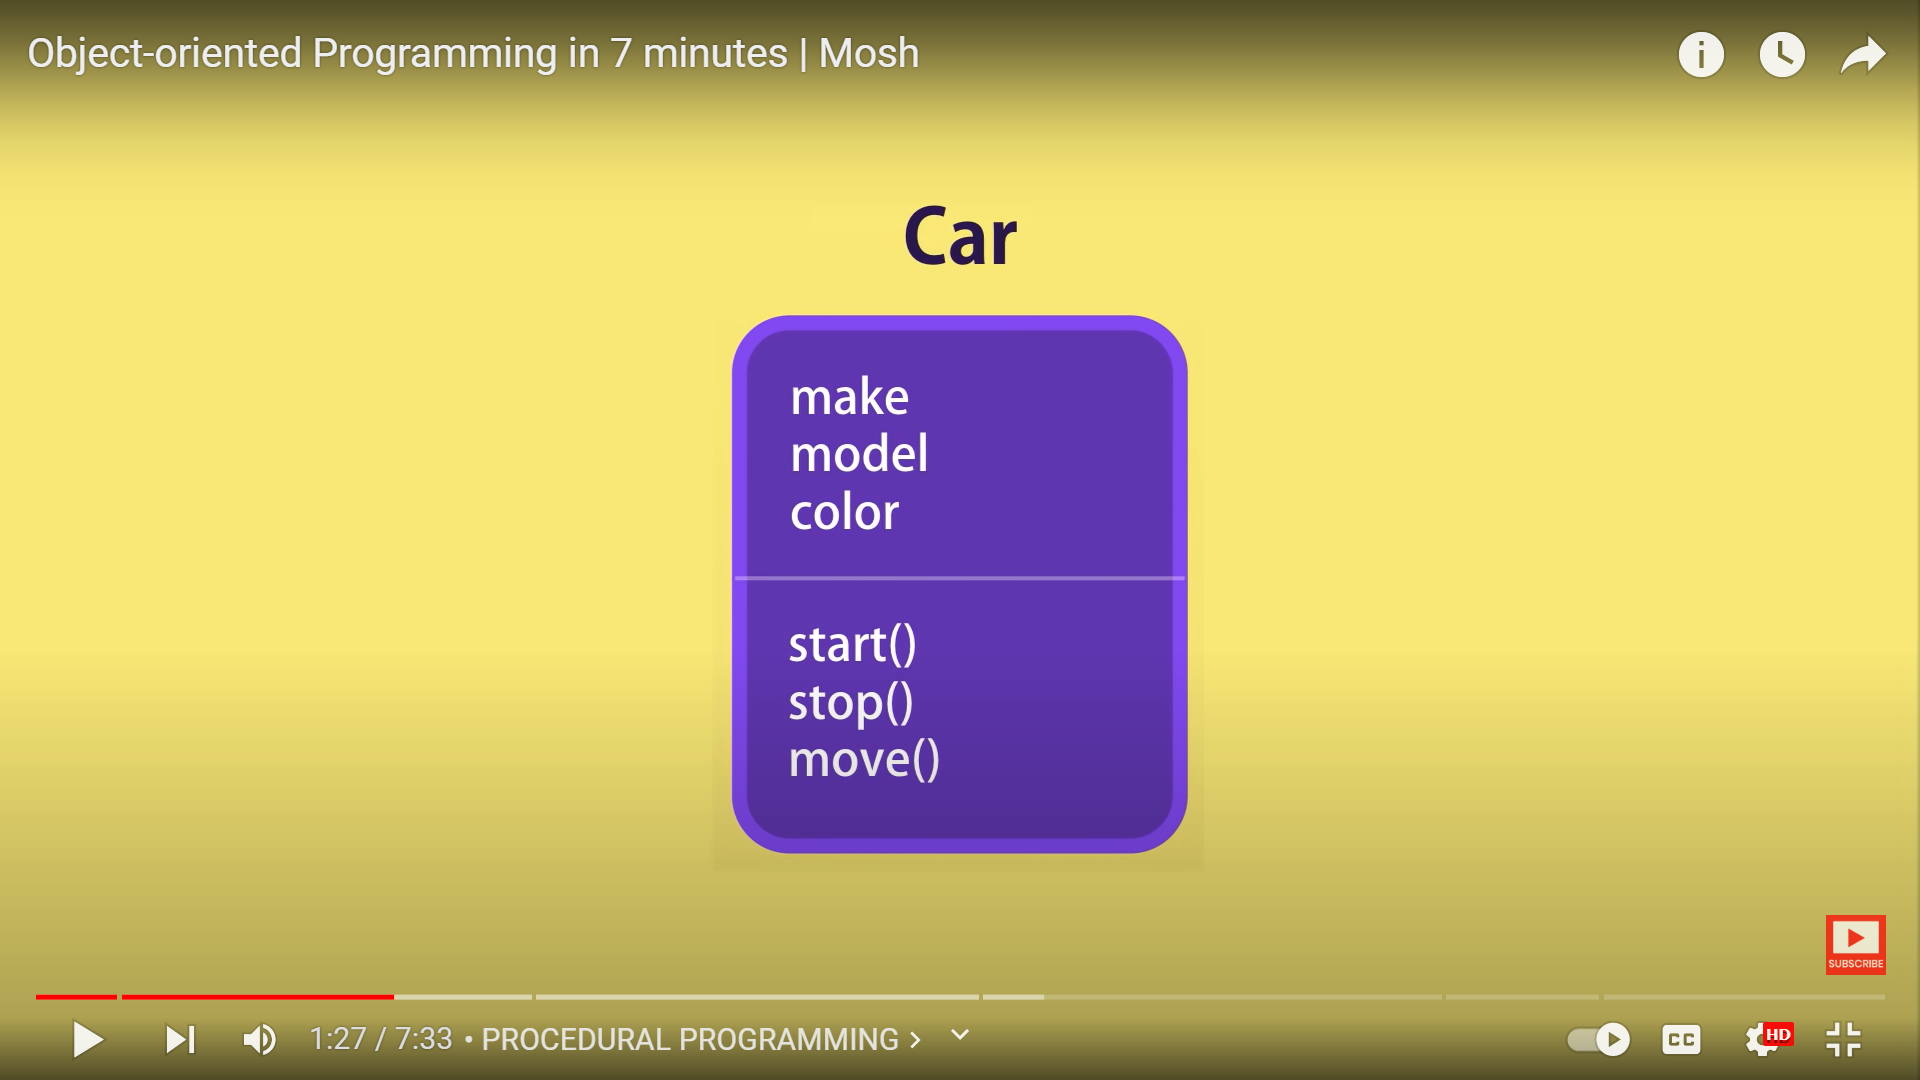 Object-oriented Programming in 7 minutes | Mosh
Car
make
model
color
start()
stop()
move()
SUBSCRIBE
1:27 / 7:33 • PROCEDURAL PROGRAMMING
CC
HD